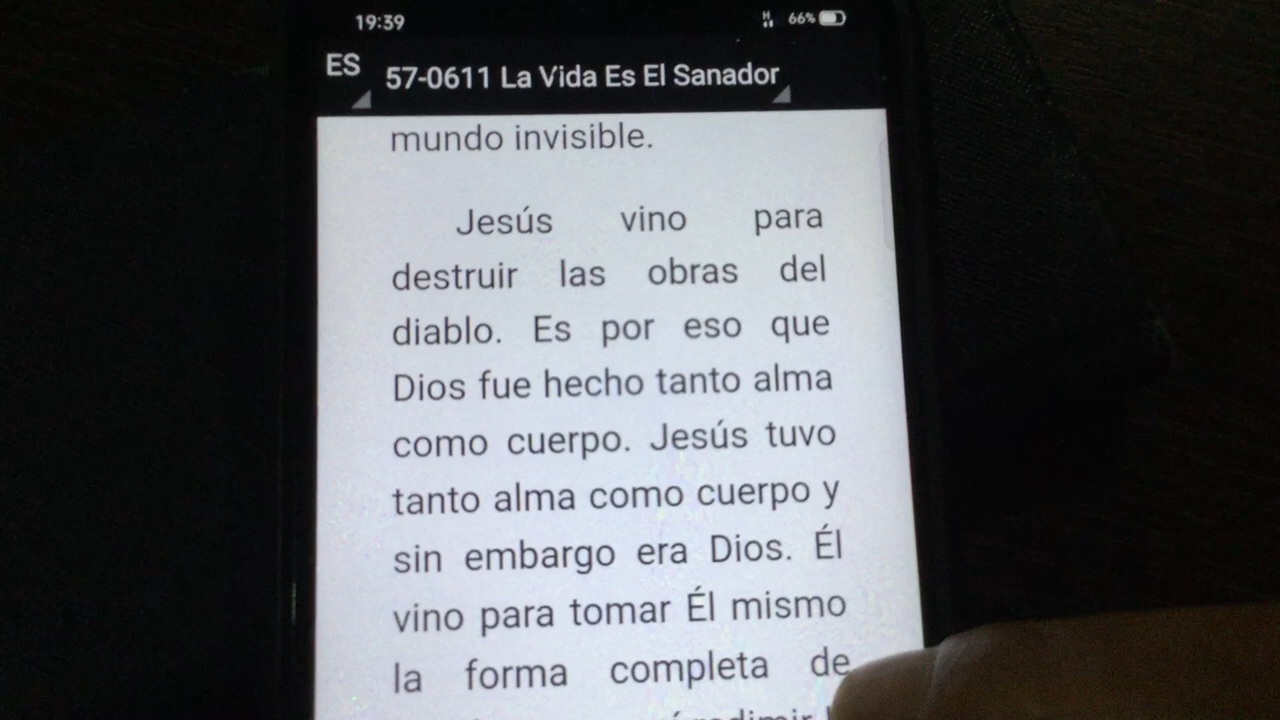 19:39
66%
ES
57-0611 La Vida Es El Sanador
mundo invisible.
Jesús vino para
destruir las obras del
diablo. Es por eso que
Dios fue hecho tanto alma
como cuerpo. Jesús tuvo
tanto alma como cuerpo y
sin embargo era Dios. Él
vino para tomar Él mismo
la forma completa de